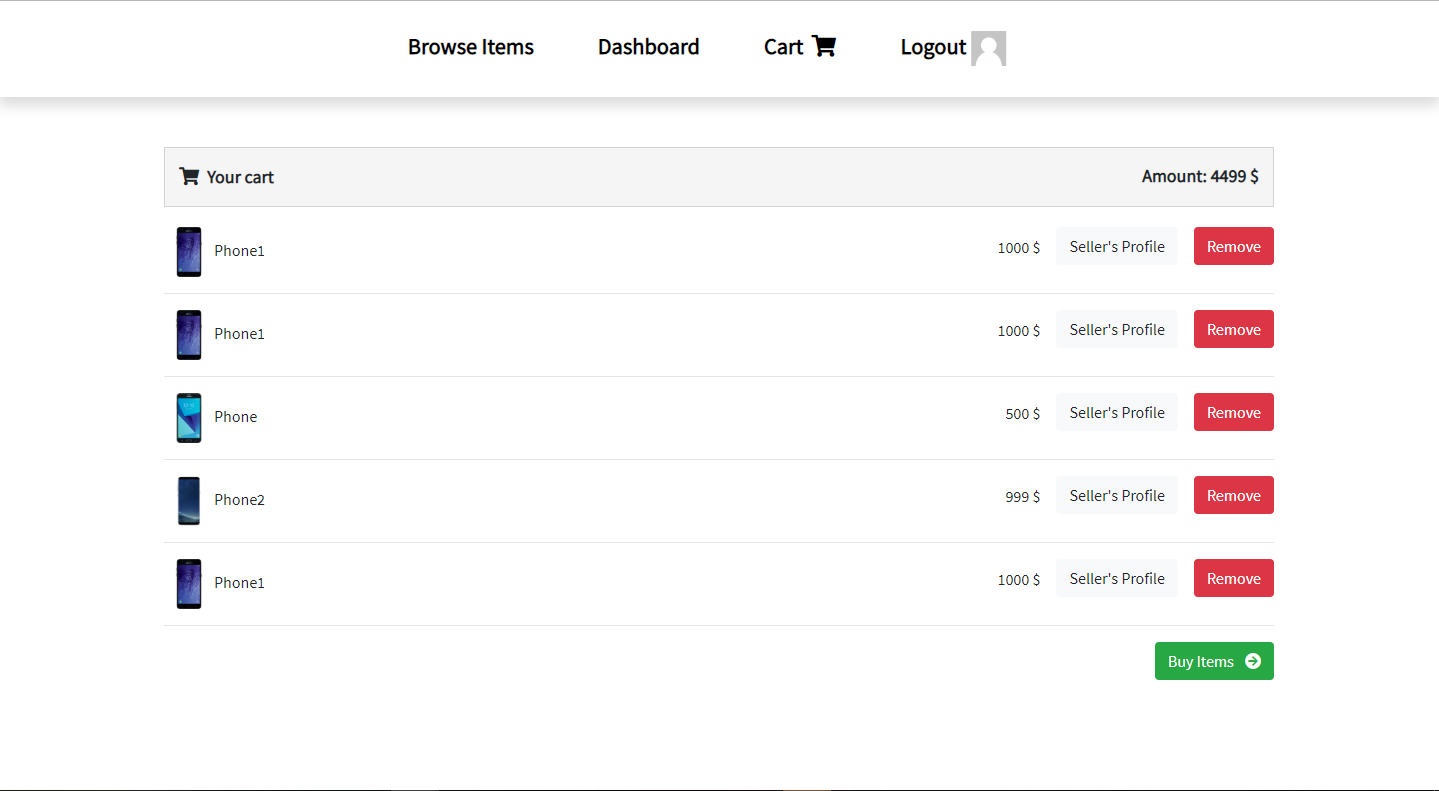 Browse Items Dashboard Cart Logout
Your cart Amount: 4499 $
Phone1 1000 $ Seller's Profile Remove
Phone1 1000 $ Seller's Profile Remove
Phone 500 $ Seller's Profile Remove
Phone2 999 $ Seller's Profile Remove
Phone1 1000 $ Seller's Profile Remove
Buy Items